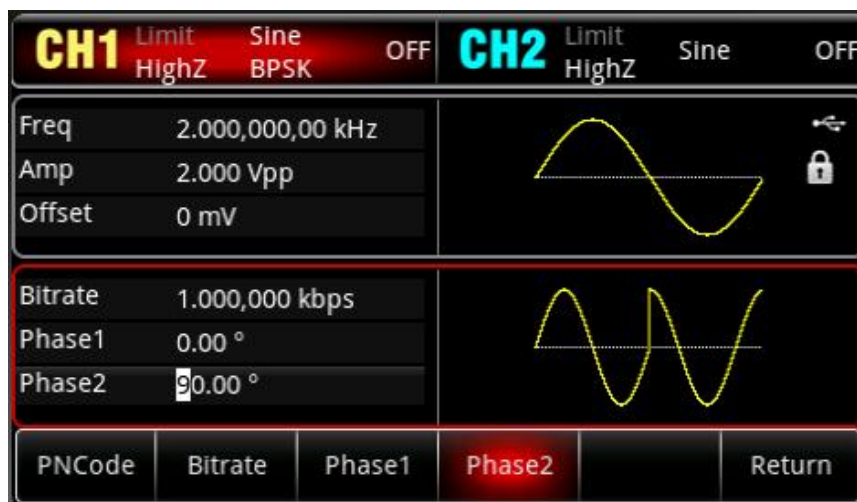 CH1 Limit Sine OFF CH2 Limit Sine OFF
HighZ BPSK HighZ
Freq 2.000,000,00 kHz
Amp 2.000 Vpp
Offset 0 mV
Bitrate 1.000,000 kbps
Phase1 0.00 °
Phase2 90.00 °
PNCode Bitrate Phase1 Phase2 Return